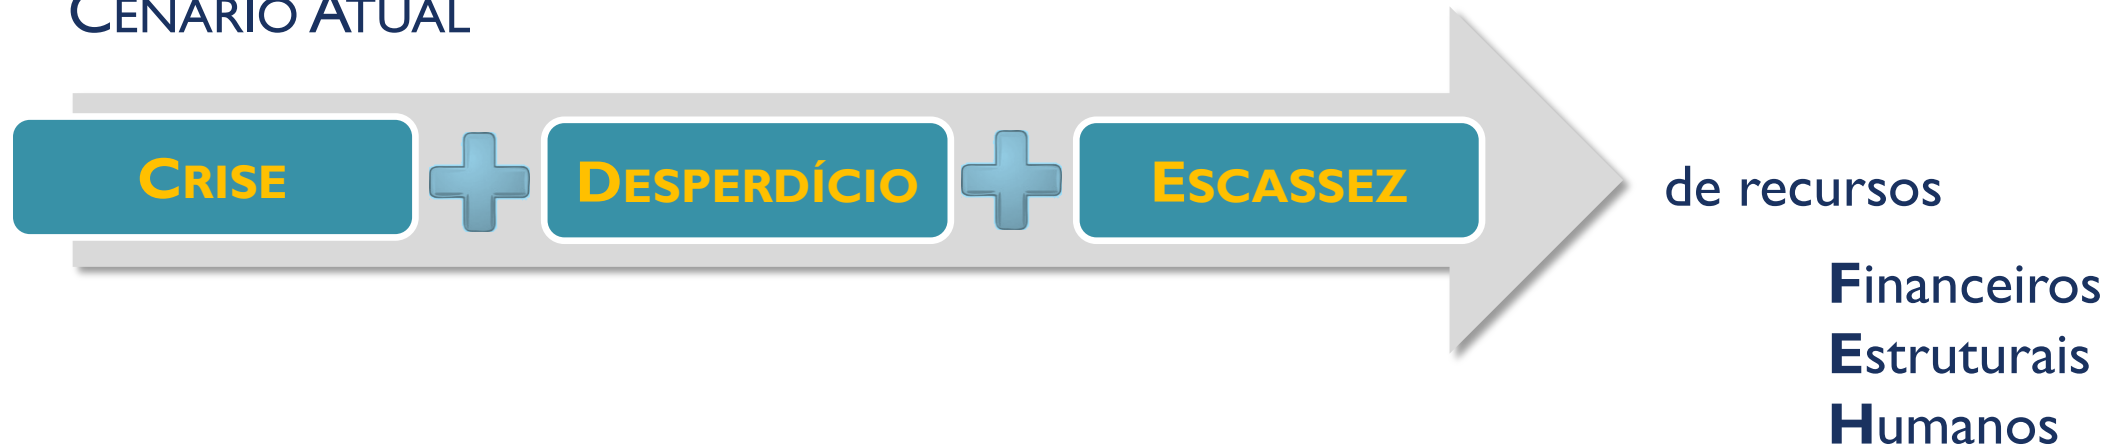 CENÁRIO ATUAL
CRISE
DESPERDÍCIO
ESCASSEZ
de recursos
Financeiros
Estruturais
Humanos